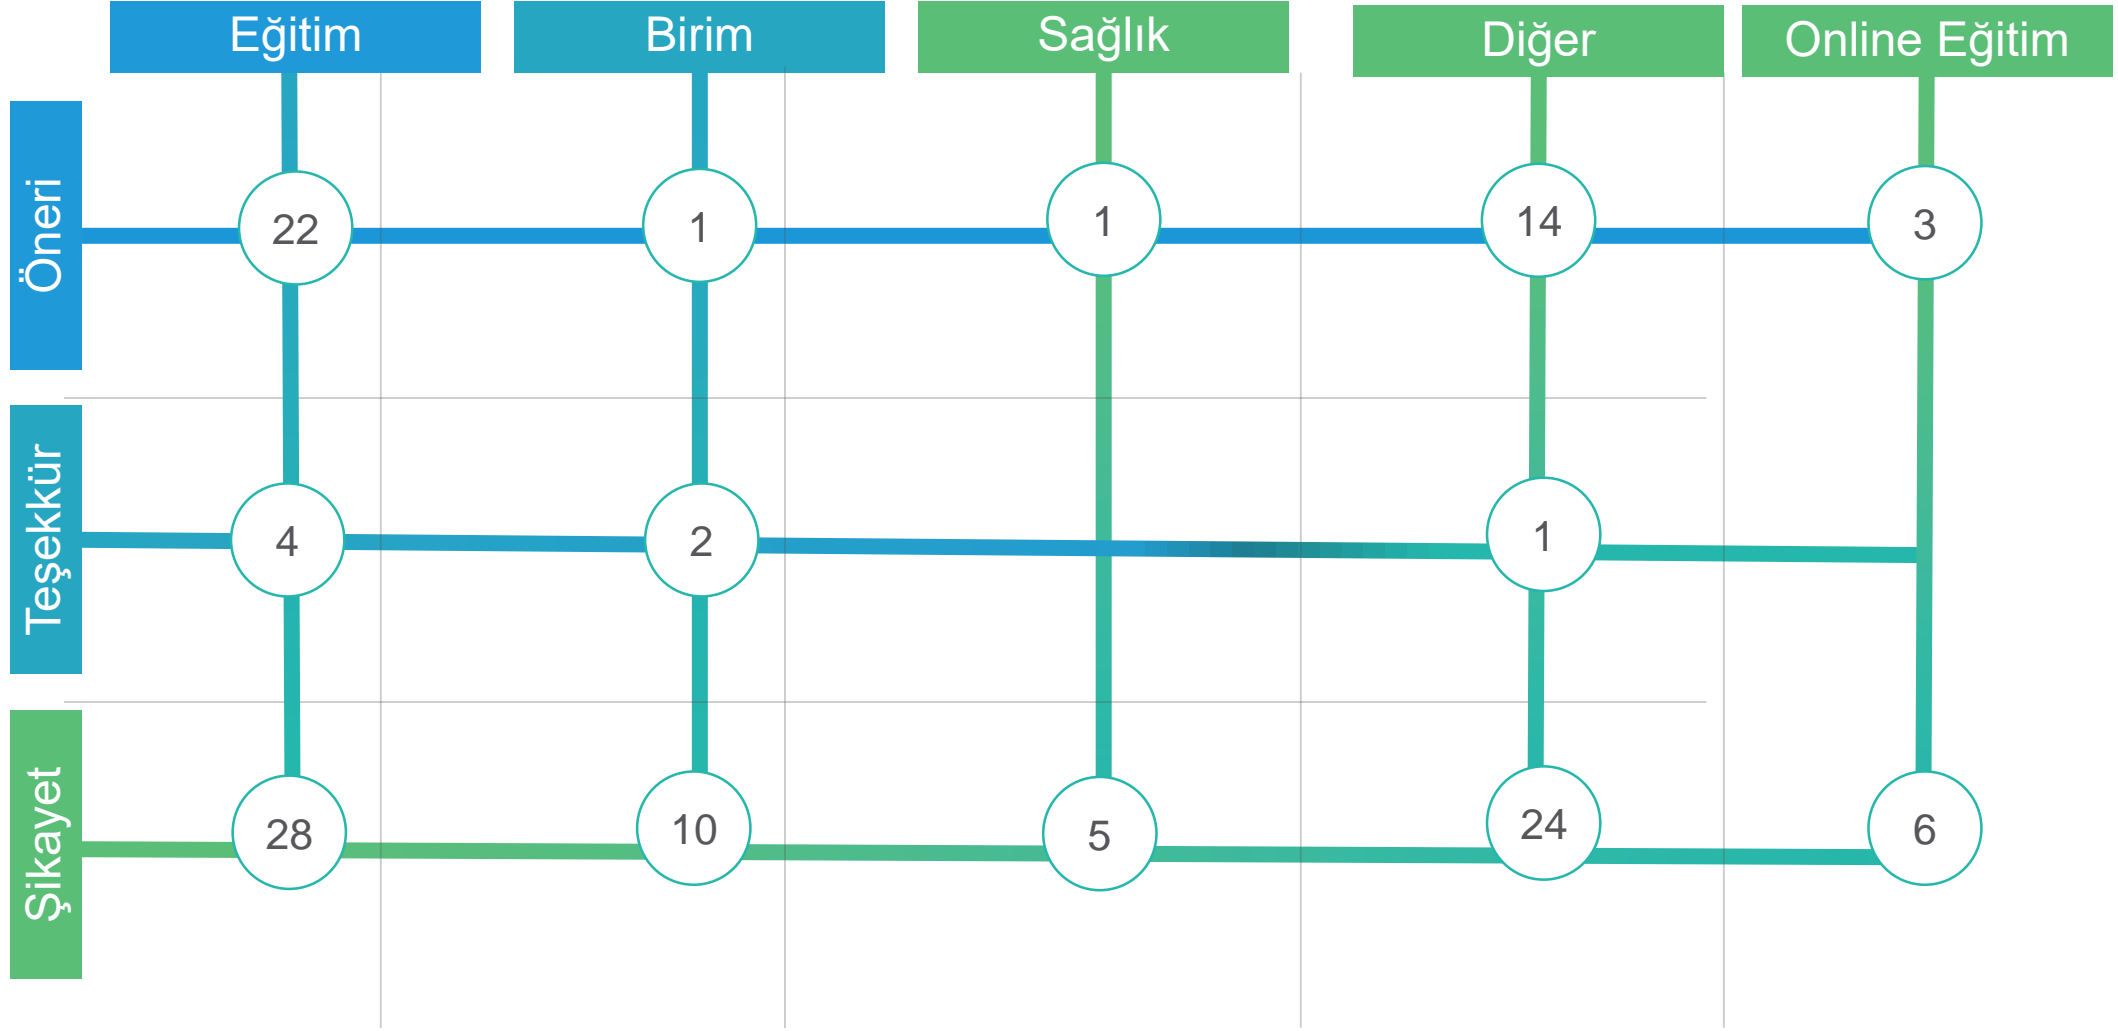 Eğitim
Birim
Sağlık
Diğer
Online Eğitim
Öneri
22
1
1
14
3
Teşekkür
4
2
1
Şikayet
28
10
5
24
6